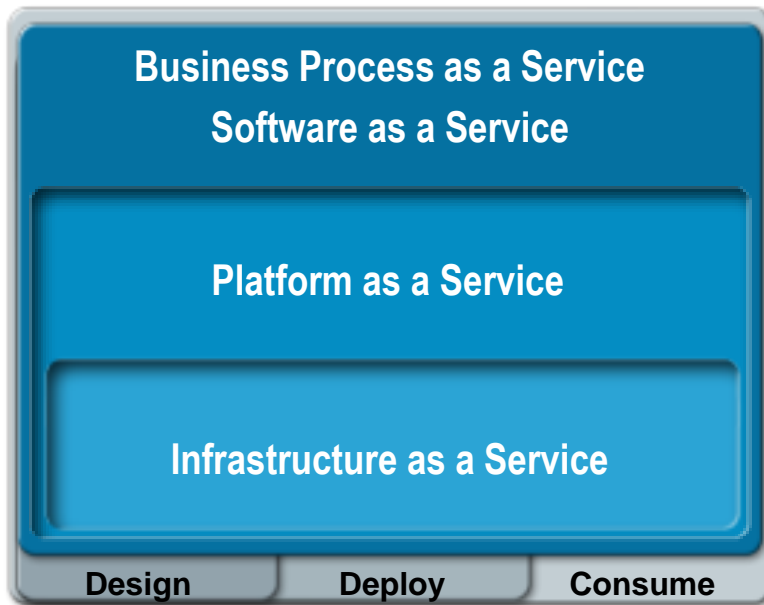 Business Process as a Service
Software as a Service
Platform as a Service
Infrastructure as a Service
Design Deploy Consume